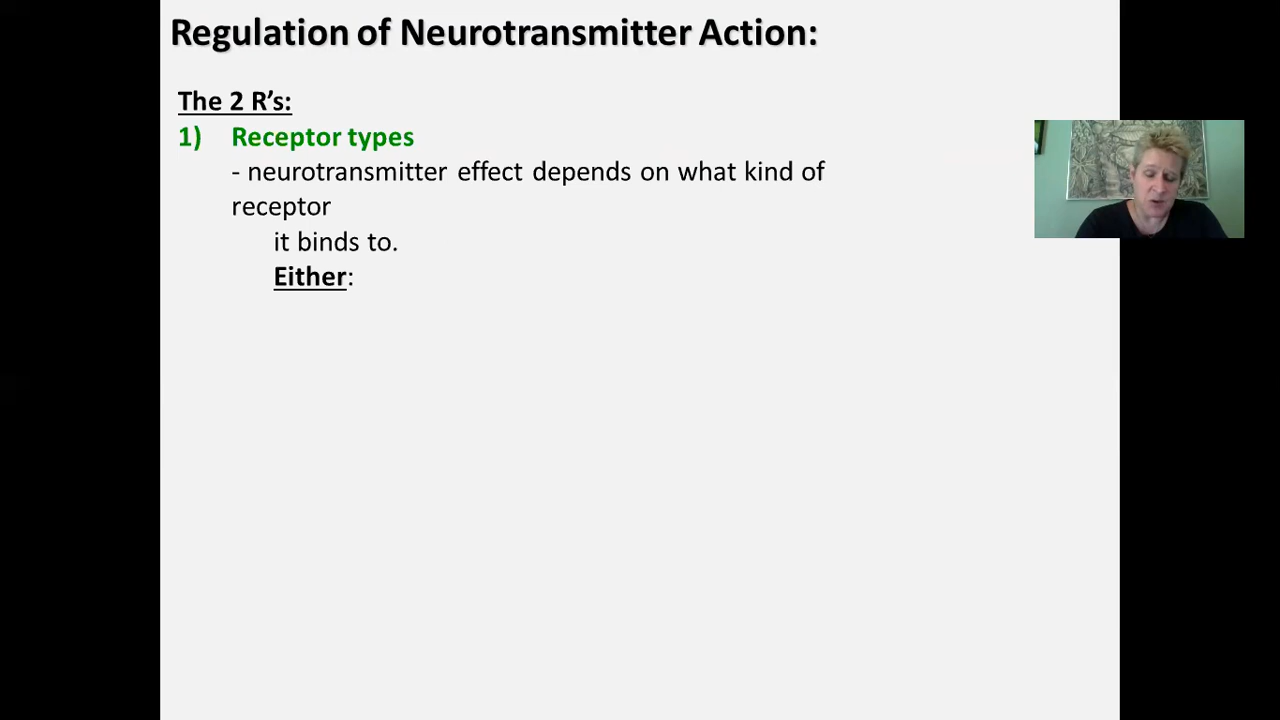 Regulation of Neurotransmitter Action:
The 2 R's:
1) Receptor types
- neurotransmitter effect depends on what kind of
receptor
it binds to.
Either: